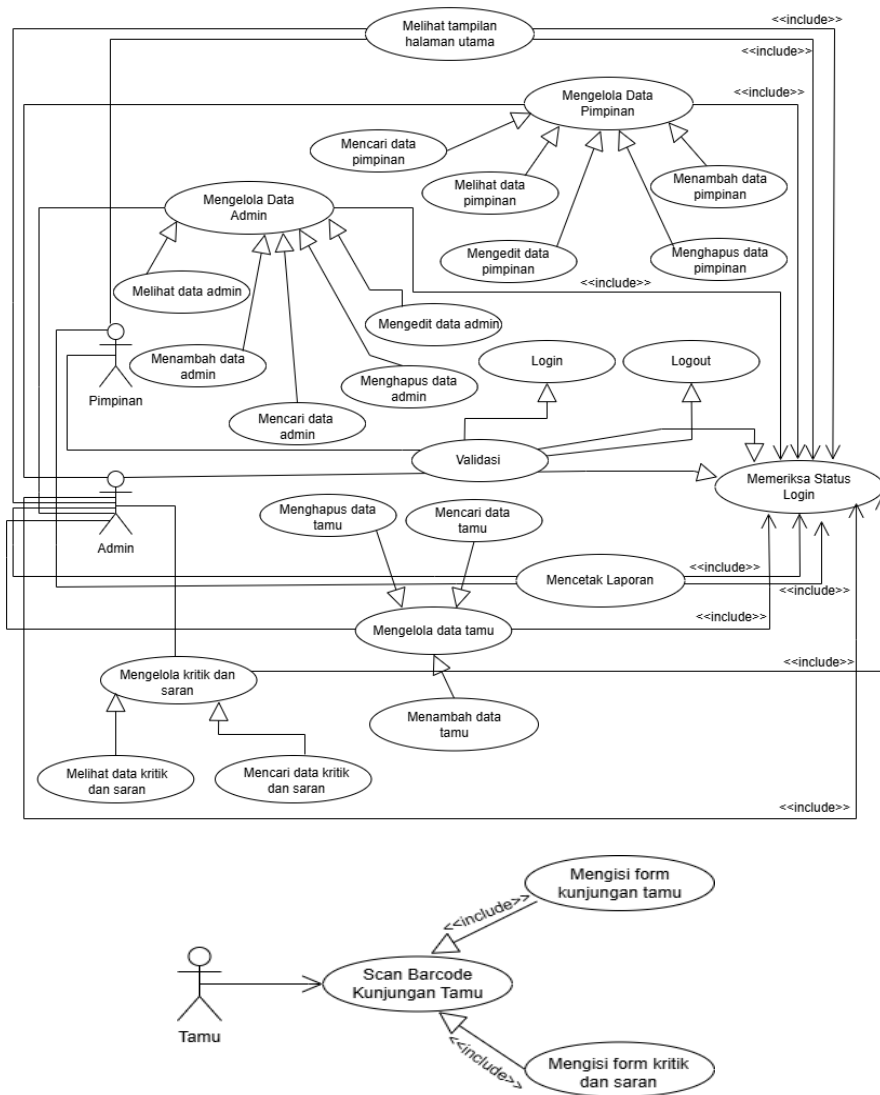 Melihat tampilan
halaman utama
<<include>>
<<include>>
Mengelola Data
Pimpinan
<<include>>
Mencari data
pimpinan
Melihat data
pimpinan
Menambah data
pimpinan
Mengelola Data
Admin
Mengedit data
pimpinan
Menghapus data
pimpinan
<<include>>
Melihat data admin
Mengedit data admin
Menambah data
admin
Menghapus data
admin
Login
Logout
Pimpinan
Mencari data
admin
Validasi
Memeriksa Status
Login
Menghapus data
tamu
Mencari data
tamu
Admin
Mencetak Laporan
<<include>>
<<include>>
Mengelola data tamu
<<include>>
Mengelola kritik dan
saran
<<include>>
Menambah data
tamu
Melihat data kritik
dan saran
Mencari data kritik
dan saran
<<include>>
Mengisi form
kunjungan tamu
<<include>>
Scan Barcode
Kunjungan Tamu
Tamu
<<include>>
Mengisi form kritik
dan saran